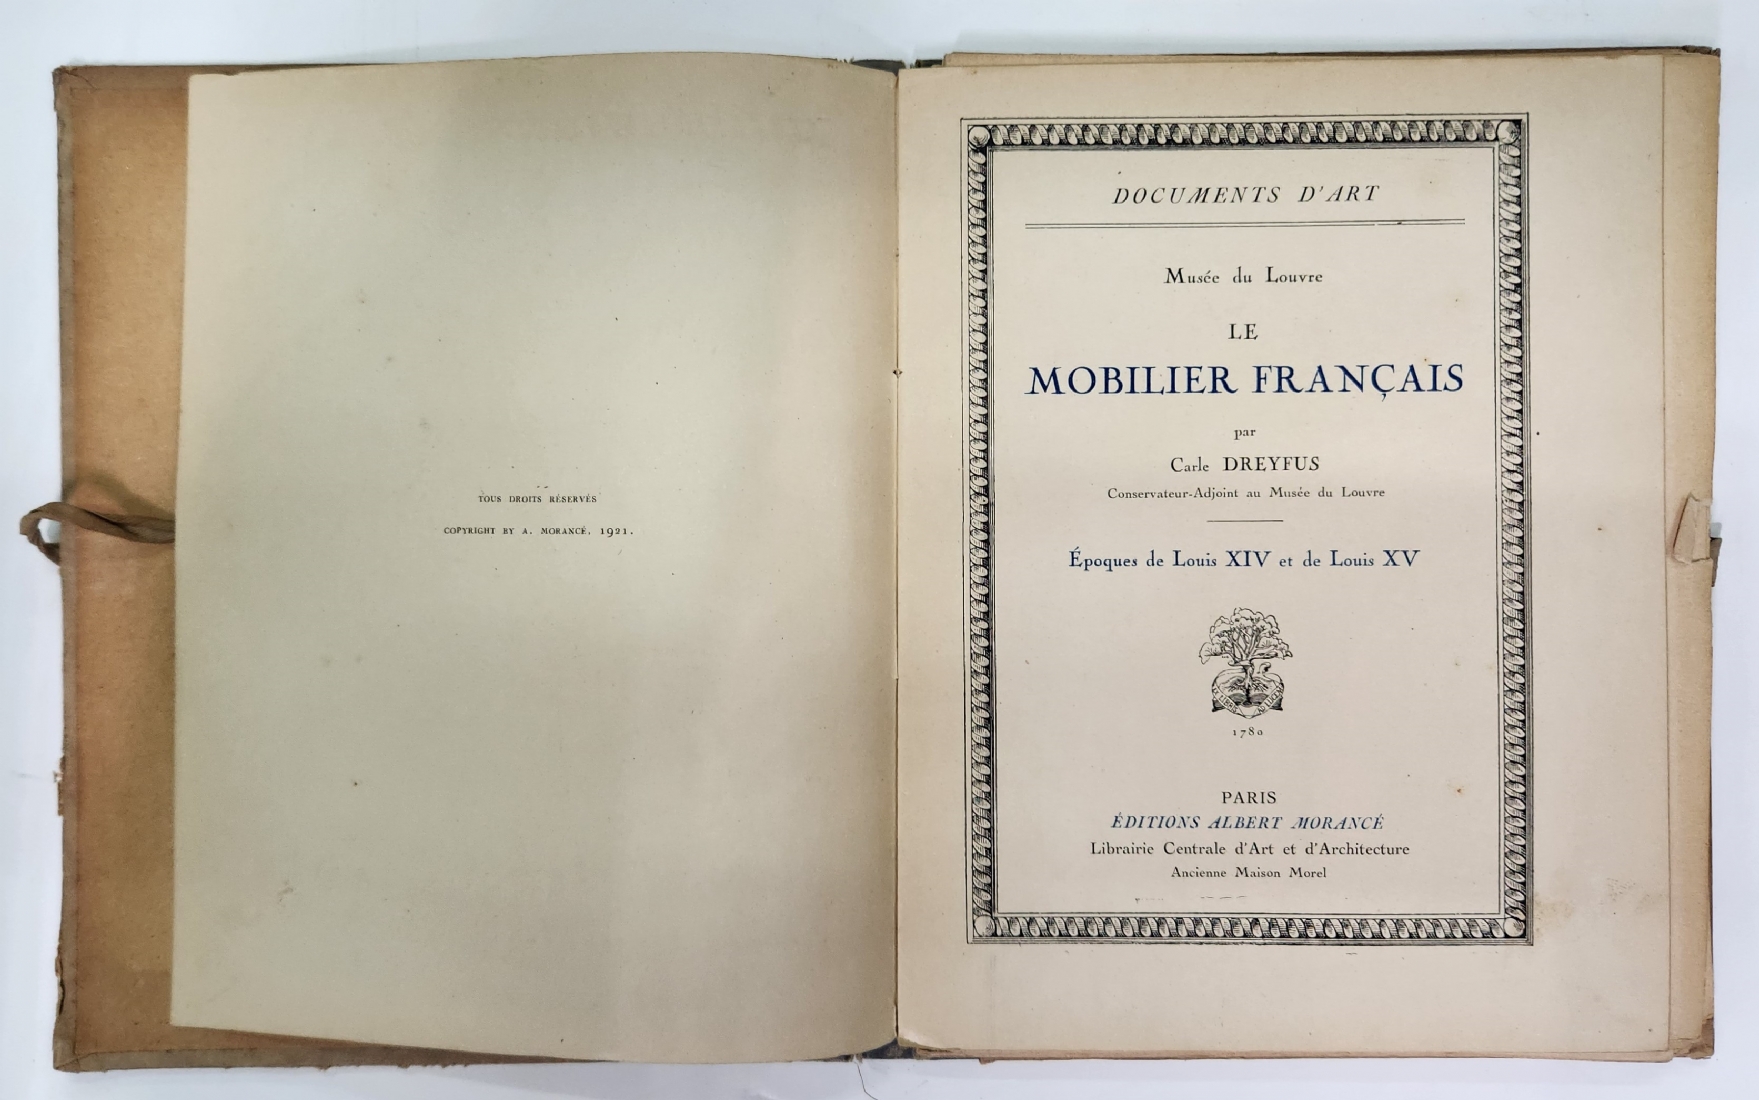 TOUS DROITS RÉSERVÉS
COPYRIGHT BY A. MORANCÉ, 1921.
DOCUMENTS D'ART
Musée du Louvre
LE
MOBILIER FRANÇAIS
par
Carle DREYFUS
Conservateur-Adjoint au Musée du Louvre
Époques de Louis XIV et de Louis XV
1780
PARIS
ÉDITIONS ALBERT MORANCÉ
Librairie Centrale d'Art et d'Architecture
Ancienne Maison Morel